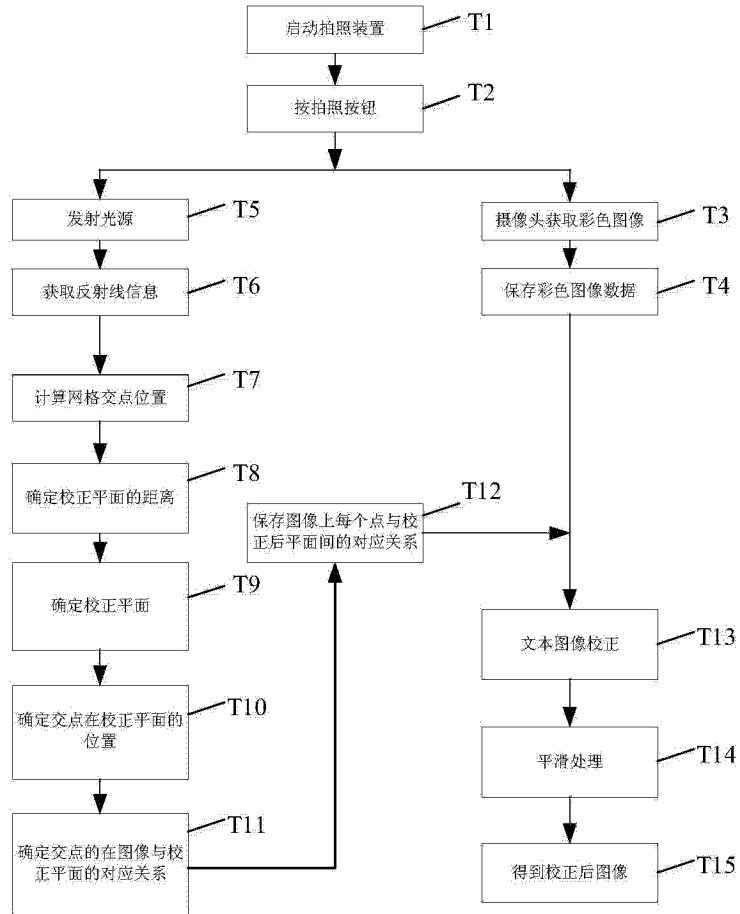 启动拍照装置
T1
按拍照按钮
T2
发射光源
T5
摄像头获取彩色图像
T3
获取反射线信息
T6
保存彩色图像数据
T4
计算网格交点位置
T7
确定校正平面的距离
T8
保存图像上每个点与校
正后平面间的对应关系
T12
确定校正平面
T9
文本图像校正
T13
确定交点在校正平面的
位置
T10
平滑处理
T14
确定交点的在图像与校
正平面的对应关系
T11
得到校正后图像
T15